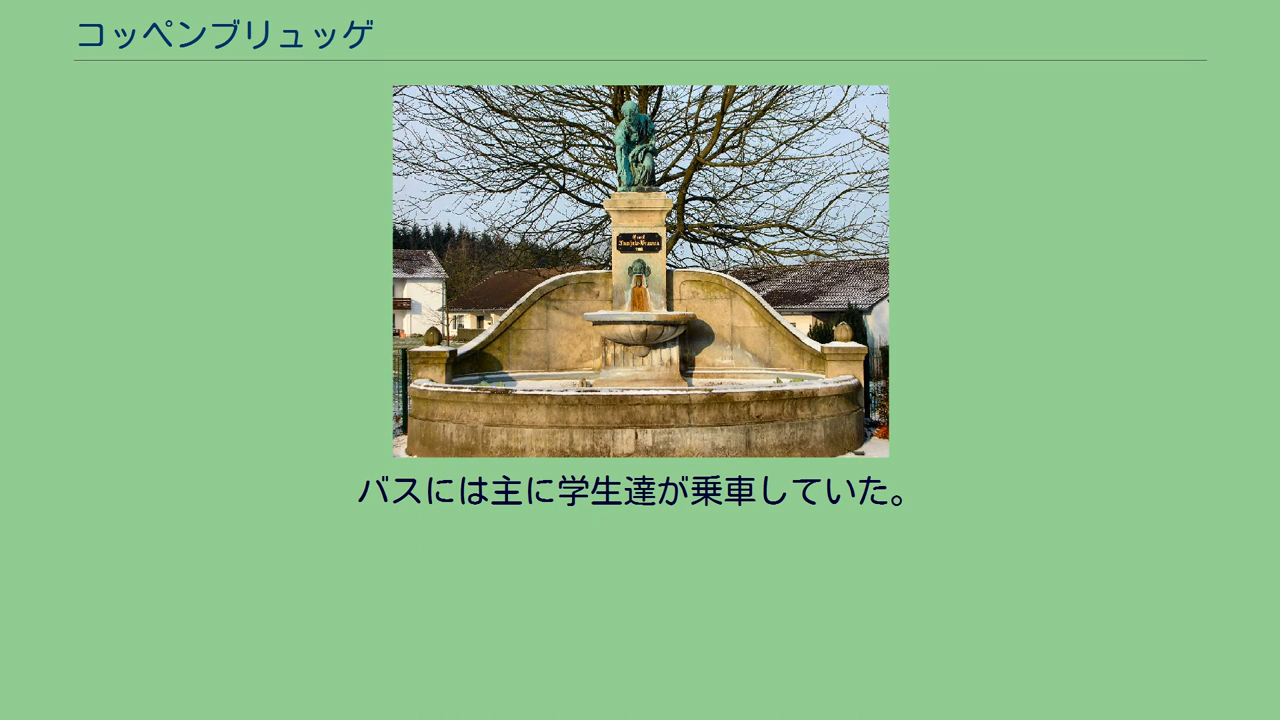 コッペンブリュッゲ
バスには主に学生達が乗車していた。